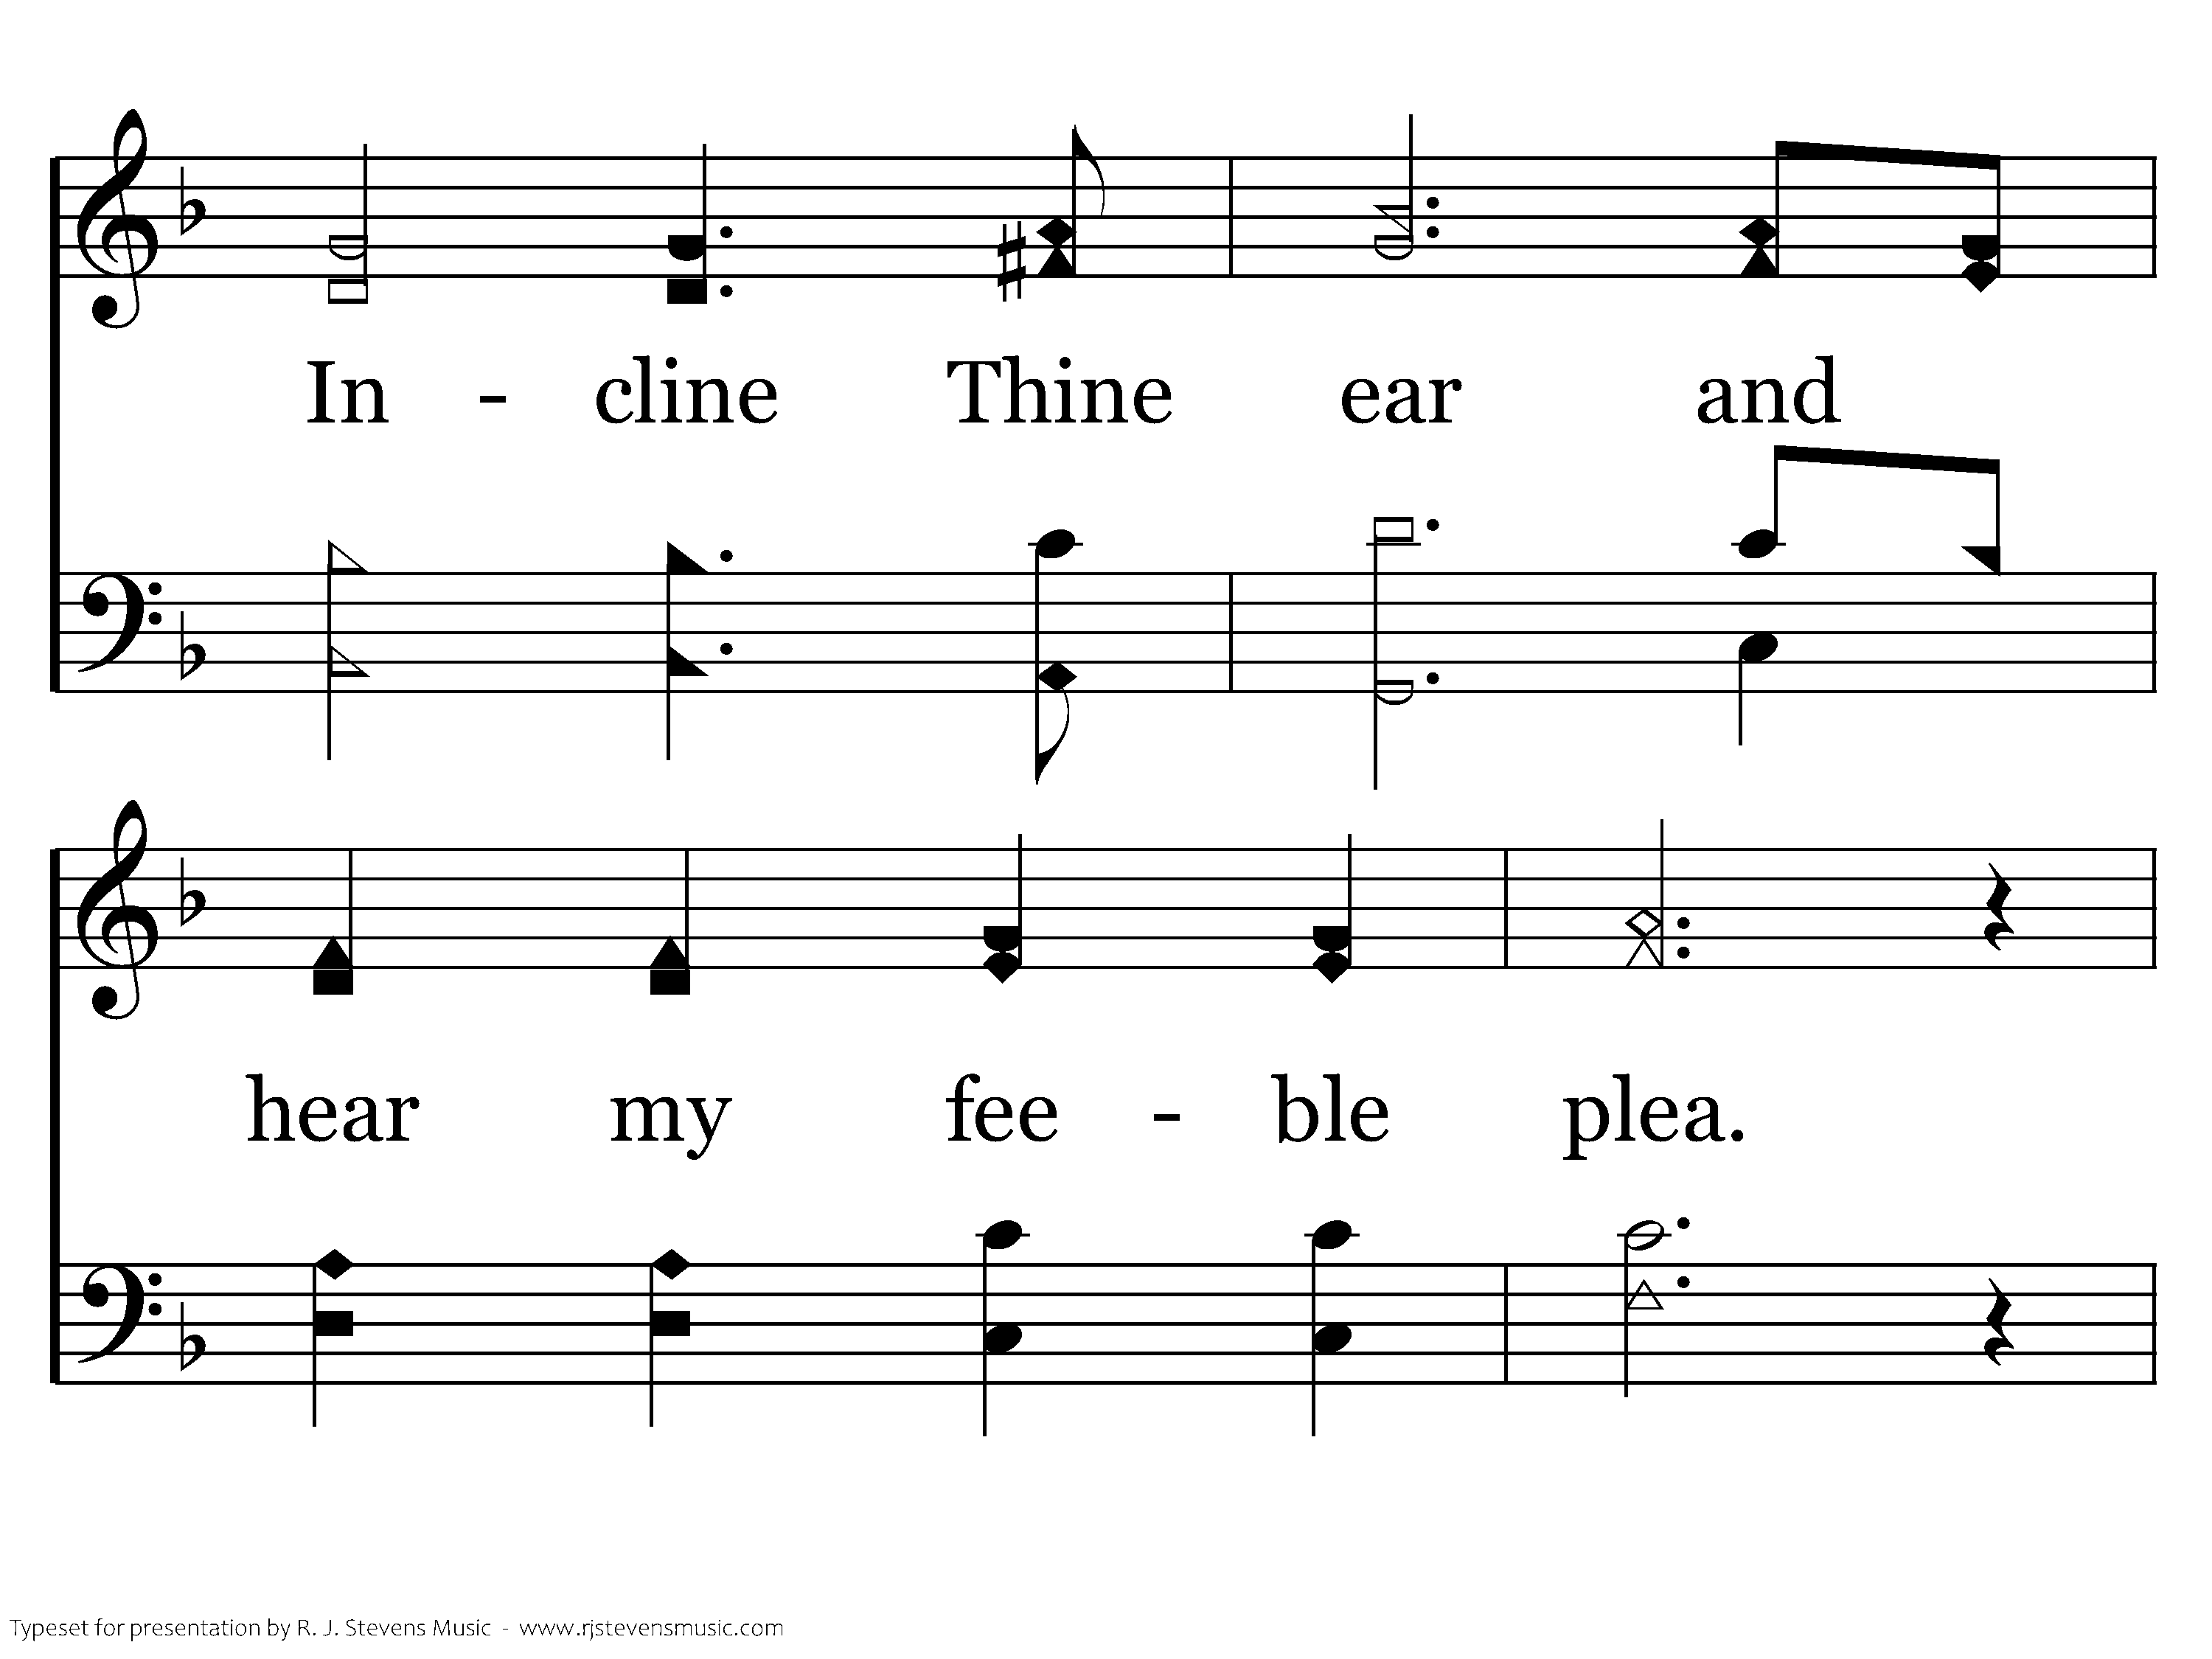 In - cline Thine ear and
hear my fee - ble plea.
Typeset for presentation by R. J. Stevens Music - www.rjstevensmusic.com